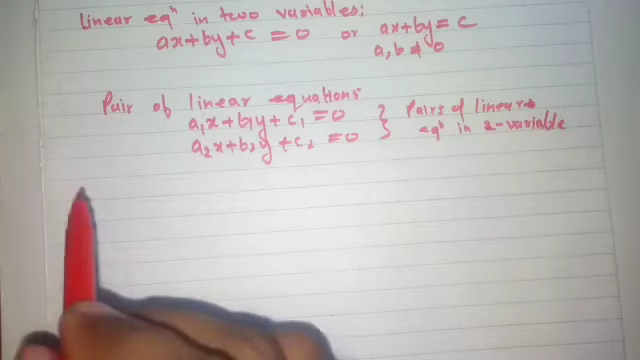 Linear eqⁿ in two variables:
ax+by+c = 0 or ax+by = c
a, b ≠ 0
Pair of linear equations
a₁x + b₁y + c₁ = 0 } Pairs of linear
a₂x + b₂y + c₂ = 0 eqⁿ in 2-variable